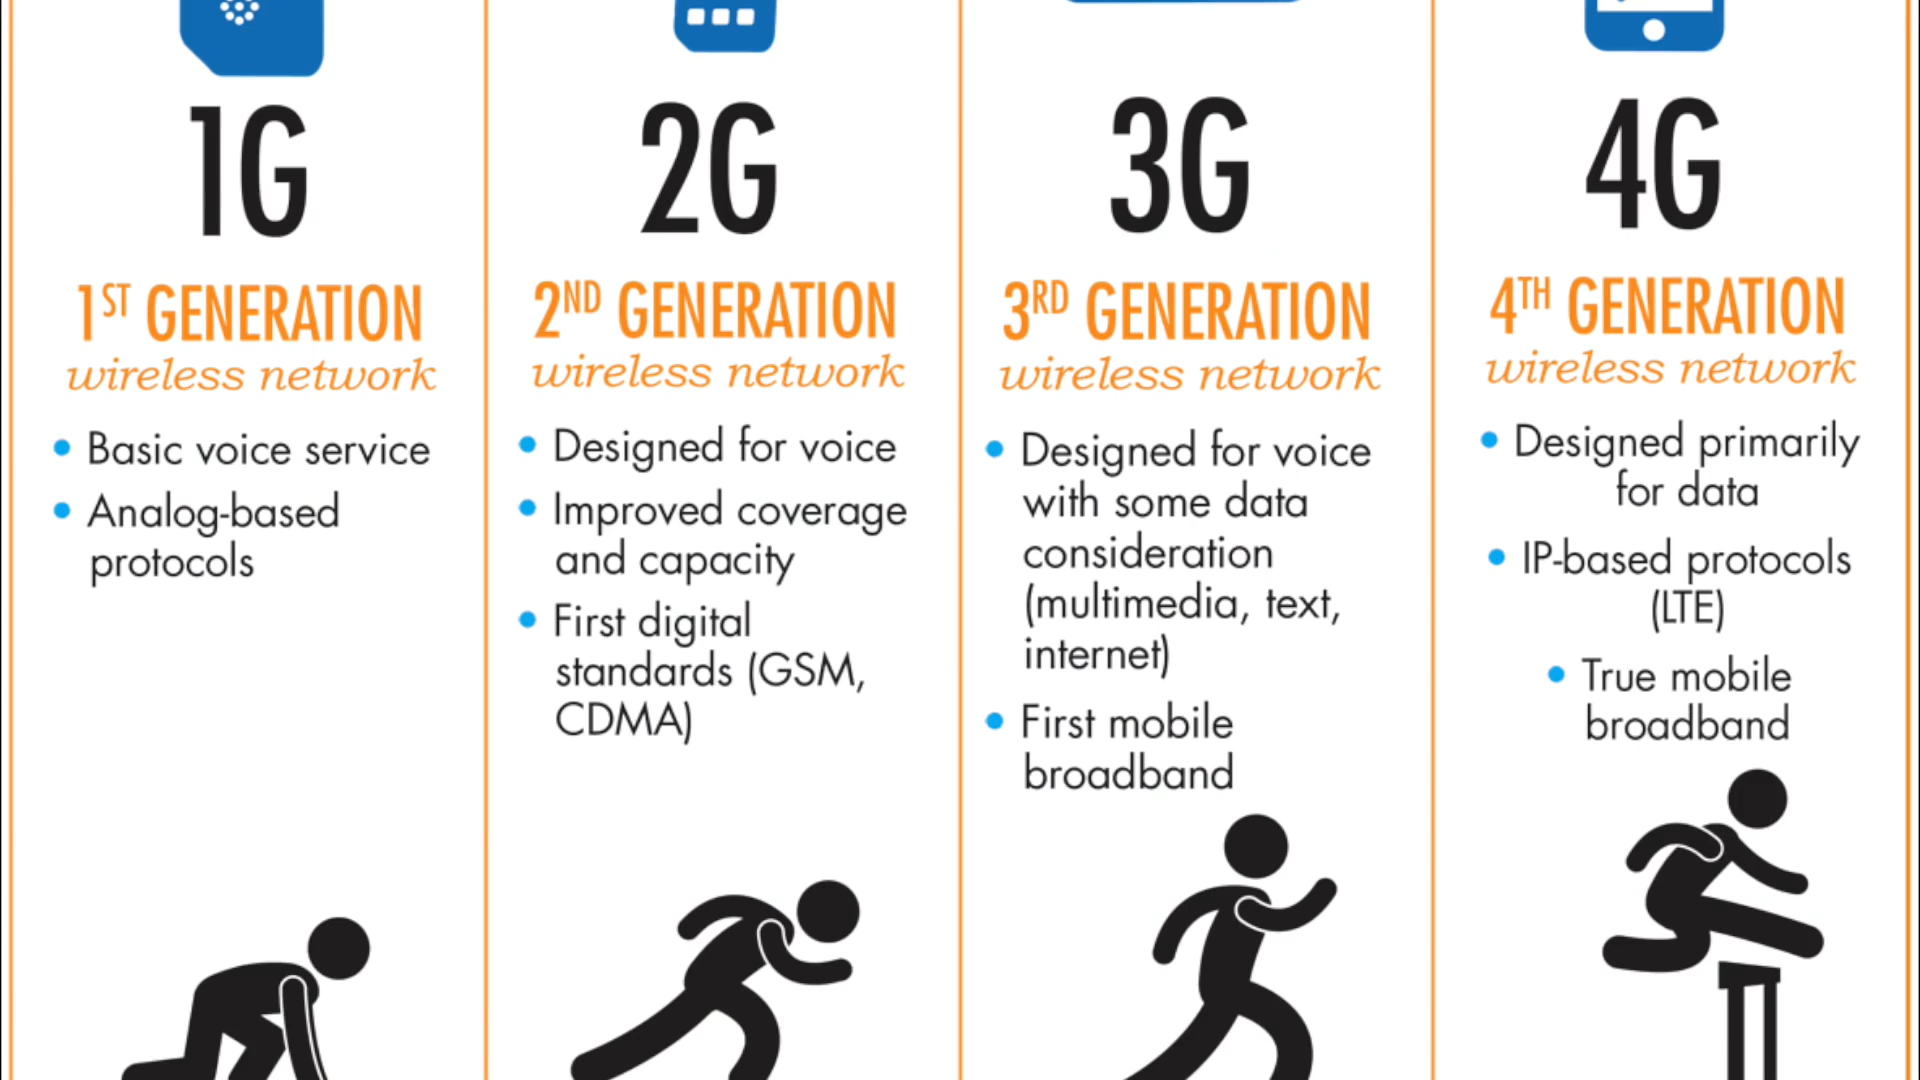 1G
1ST GENERATION
wireless network
• Basic voice service
• Analog-based
protocols
2G
2ND GENERATION
wireless network
• Designed for voice
• Improved coverage
and capacity
• First digital
standards (GSM,
CDMA)
3G
3RD GENERATION
wireless network
• Designed for voice
with some data
consideration
(multimedia, text,
internet)
• First mobile
broadband
4G
4TH GENERATION
wireless network
• Designed primarily
for data
• IP-based protocols
(LTE)
• True mobile
broadband